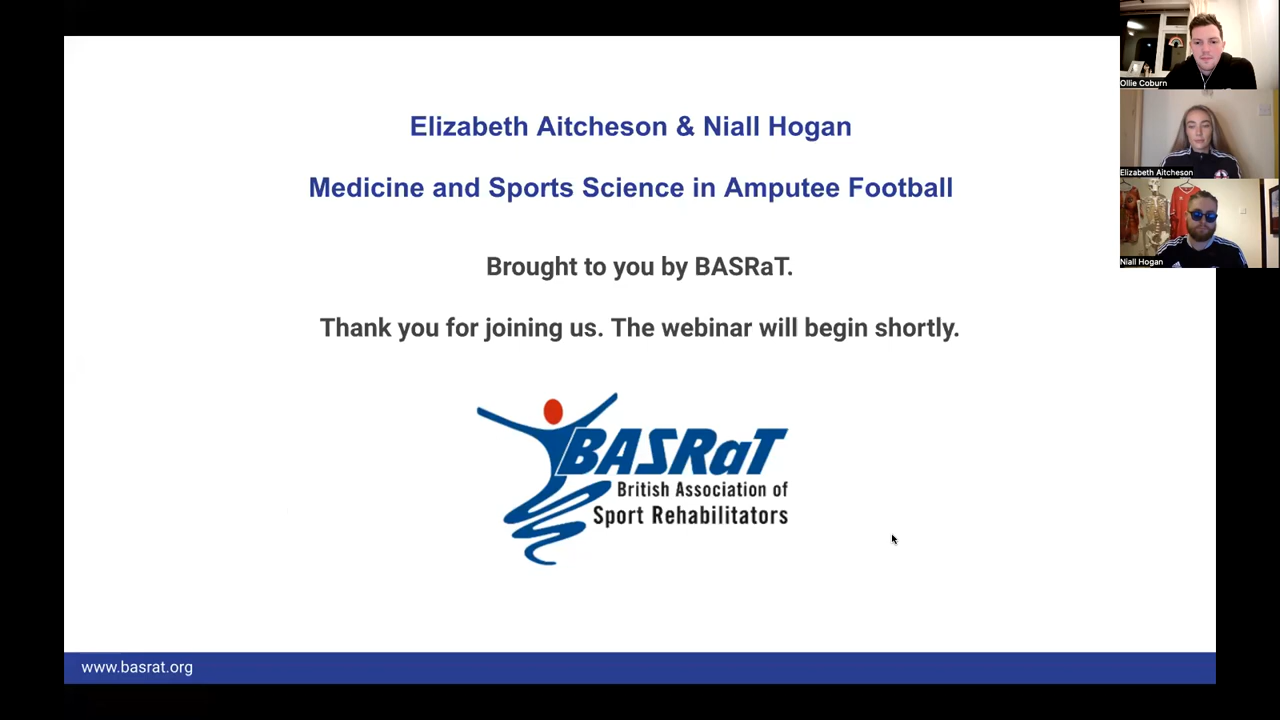 Elizabeth Aitcheson & Niall Hogan
Medicine and Sports Science in Amputee Football
Brought to you by BASRaT.
Thank you for joining us. The webinar will begin shortly.
BASRaT
British Association of
Sport Rehabilitators
www.basrat.org
Ollie Coburn
Elizabeth Aitcheson
Niall Hogan